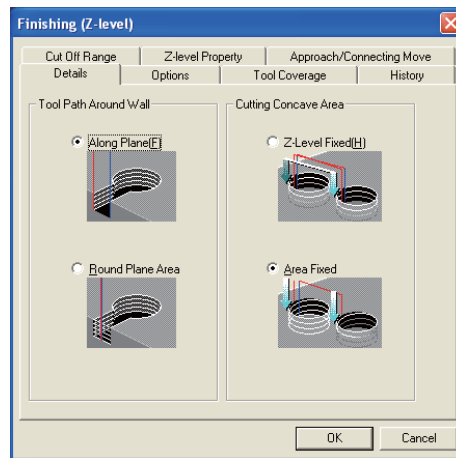 Finishing (Z-level)
Cut Off Range Z-level Property Approach/Connecting Move
Details Options Tool Coverage History
Tool Path Around Wall Cutting Concave Area
Along Plane(F) Z-Level Fixed(H)
Round Plane Area Area Fixed
OK Cancel